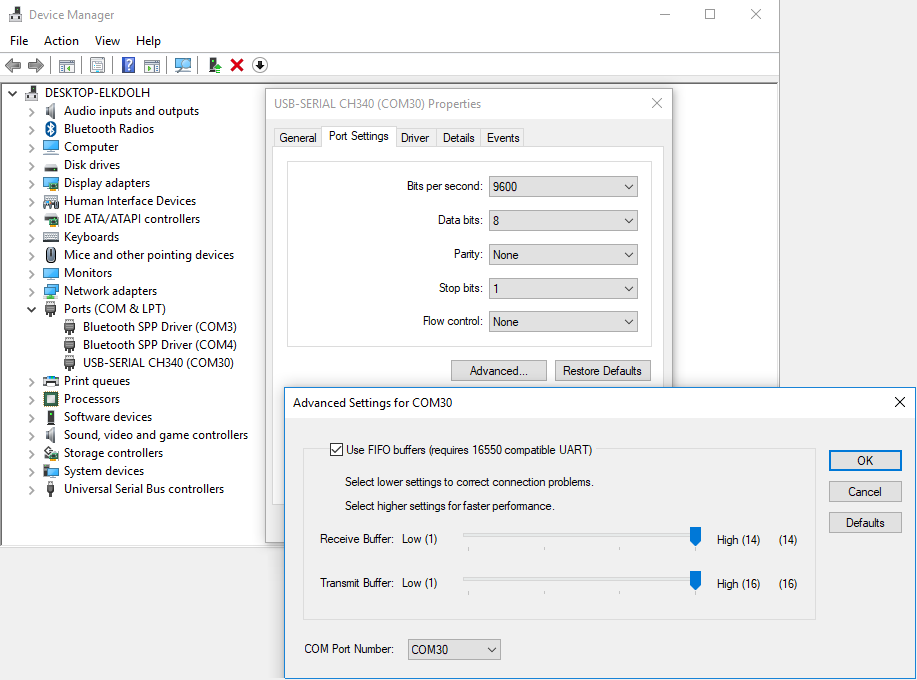 Device Manager
File Action View Help
DESKTOP-ELKDOLH
Audio inputs and outputs
Bluetooth Radios
Computer
Disk drives
Display adapters
Human Interface Devices
IDE ATA/ATAPI controllers
Keyboards
Mice and other pointing devices
Monitors
Network adapters
Ports (COM & LPT)
Bluetooth SPP Driver (COM3)
Bluetooth SPP Driver (COM4)
USB-SERIAL CH340 (COM30)
Print queues
Processors
Software devices
Sound, video and game controllers
Storage controllers
System devices
Universal Serial Bus controllers
USB-SERIAL CH340 (COM30) Properties
General Port Settings Driver Details Events
Bits per second: 9600
Data bits: 8
Parity: None
Stop bits: 1
Flow control: None
Advanced... Restore Defaults
Advanced Settings for COM30
Use FIFO buffers (requires 16550 compatible UART)
Select lower settings to correct connection problems.
Select higher settings for faster performance.
Receive Buffer: Low (1) High (14) (14)
Transmit Buffer: Low (1) High (16) (16)
COM Port Number: COM30
OK
Cancel
Defaults